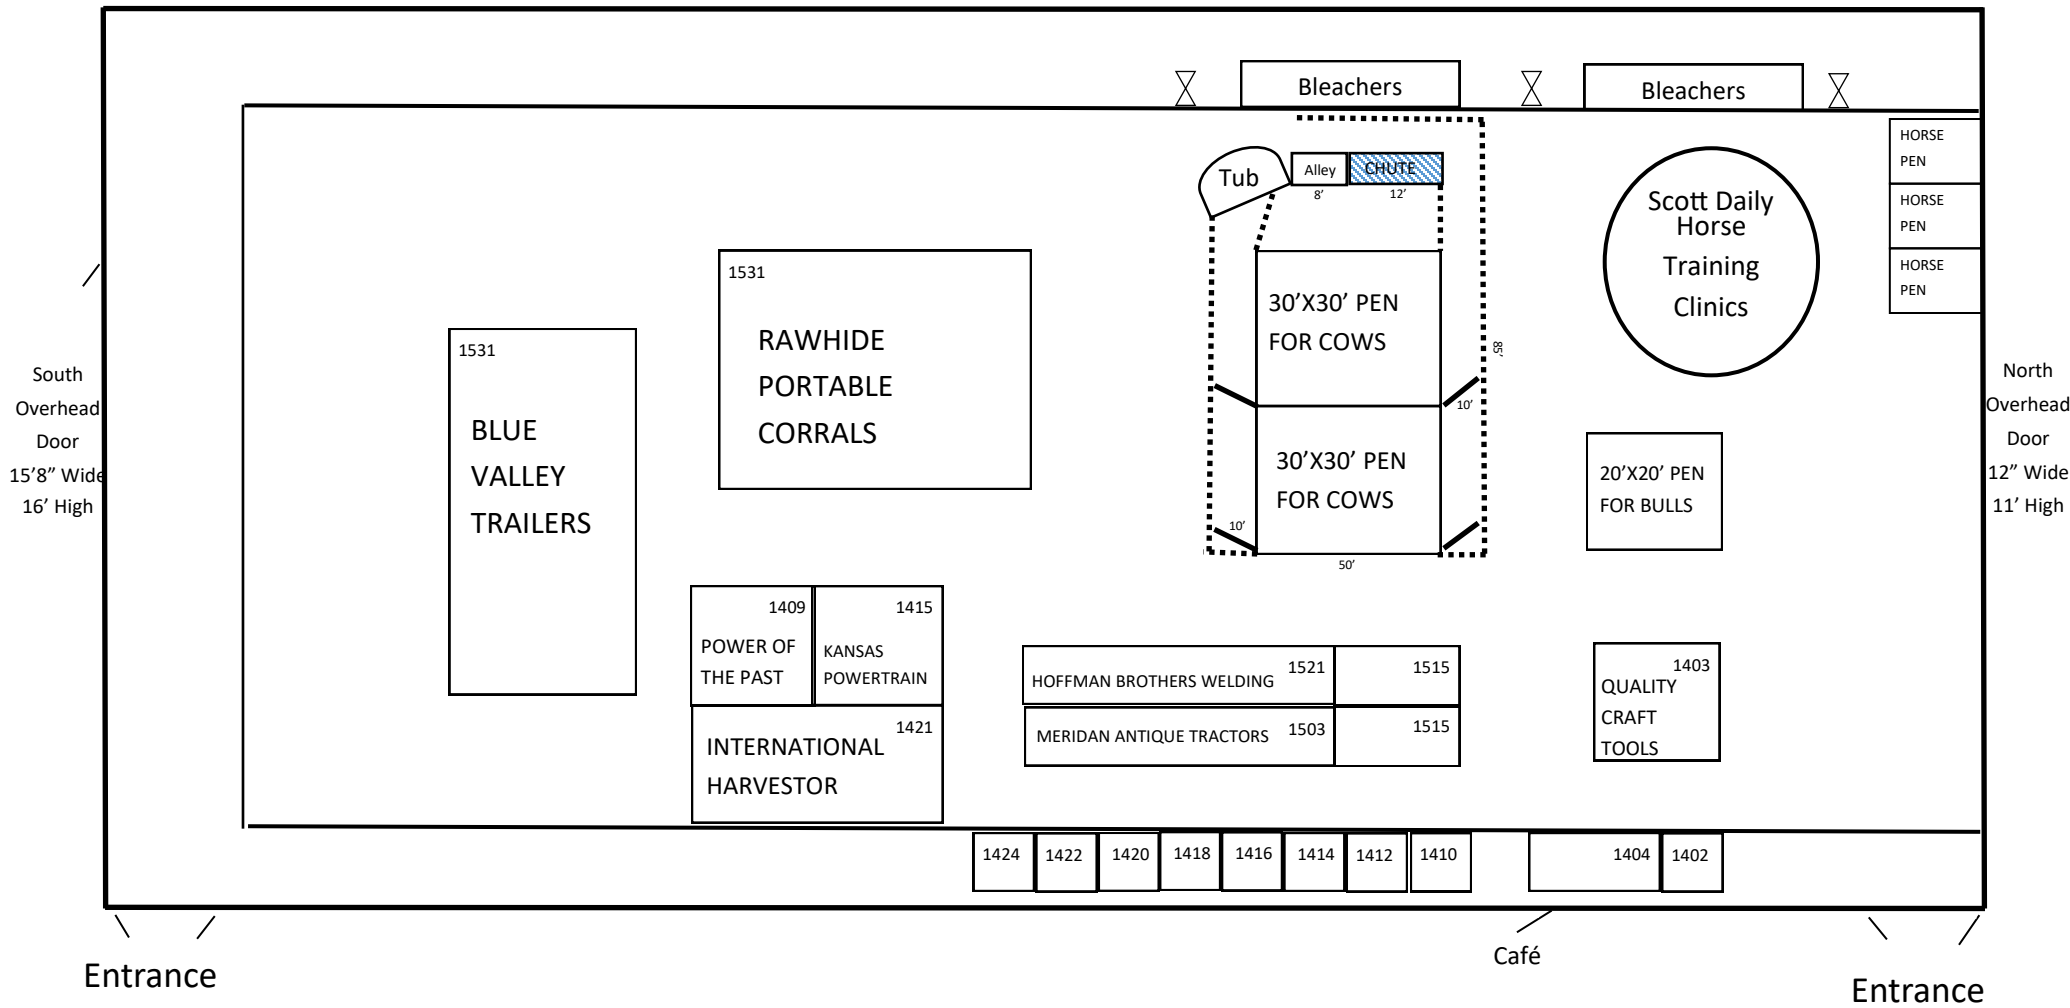 Bleachers
Bleachers
HORSE
PEN
HORSE
PEN
HORSE
PEN
Tub
Alley
8’
CHUTE
12’
Scott Daily
Horse
Training
Clinics
1531
RAWHIDE
PORTABLE
CORRALS
30’X30’ PEN
FOR COWS
85’
10’
1531
BLUE
VALLEY
TRAILERS
South
Overhead
Door
15’8” Wide
16’ High
North
Overhead
Door
12” Wide
11’ High
30’X30’ PEN
FOR COWS
10’
50’
20’X20’ PEN
FOR BULLS
1409
POWER OF
THE PAST
1415
KANSAS
POWERTRAIN
1421
INTERNATIONAL
HARVESTOR
HOFFMAN BROTHERS WELDING 1521
1515
MERIDAN ANTIQUE TRACTORS 1503
1515
1403
QUALITY
CRAFT
TOOLS
1424
1422
1420
1418
1416
1414
1412
1410
1404
1402
Café
Entrance
Entrance